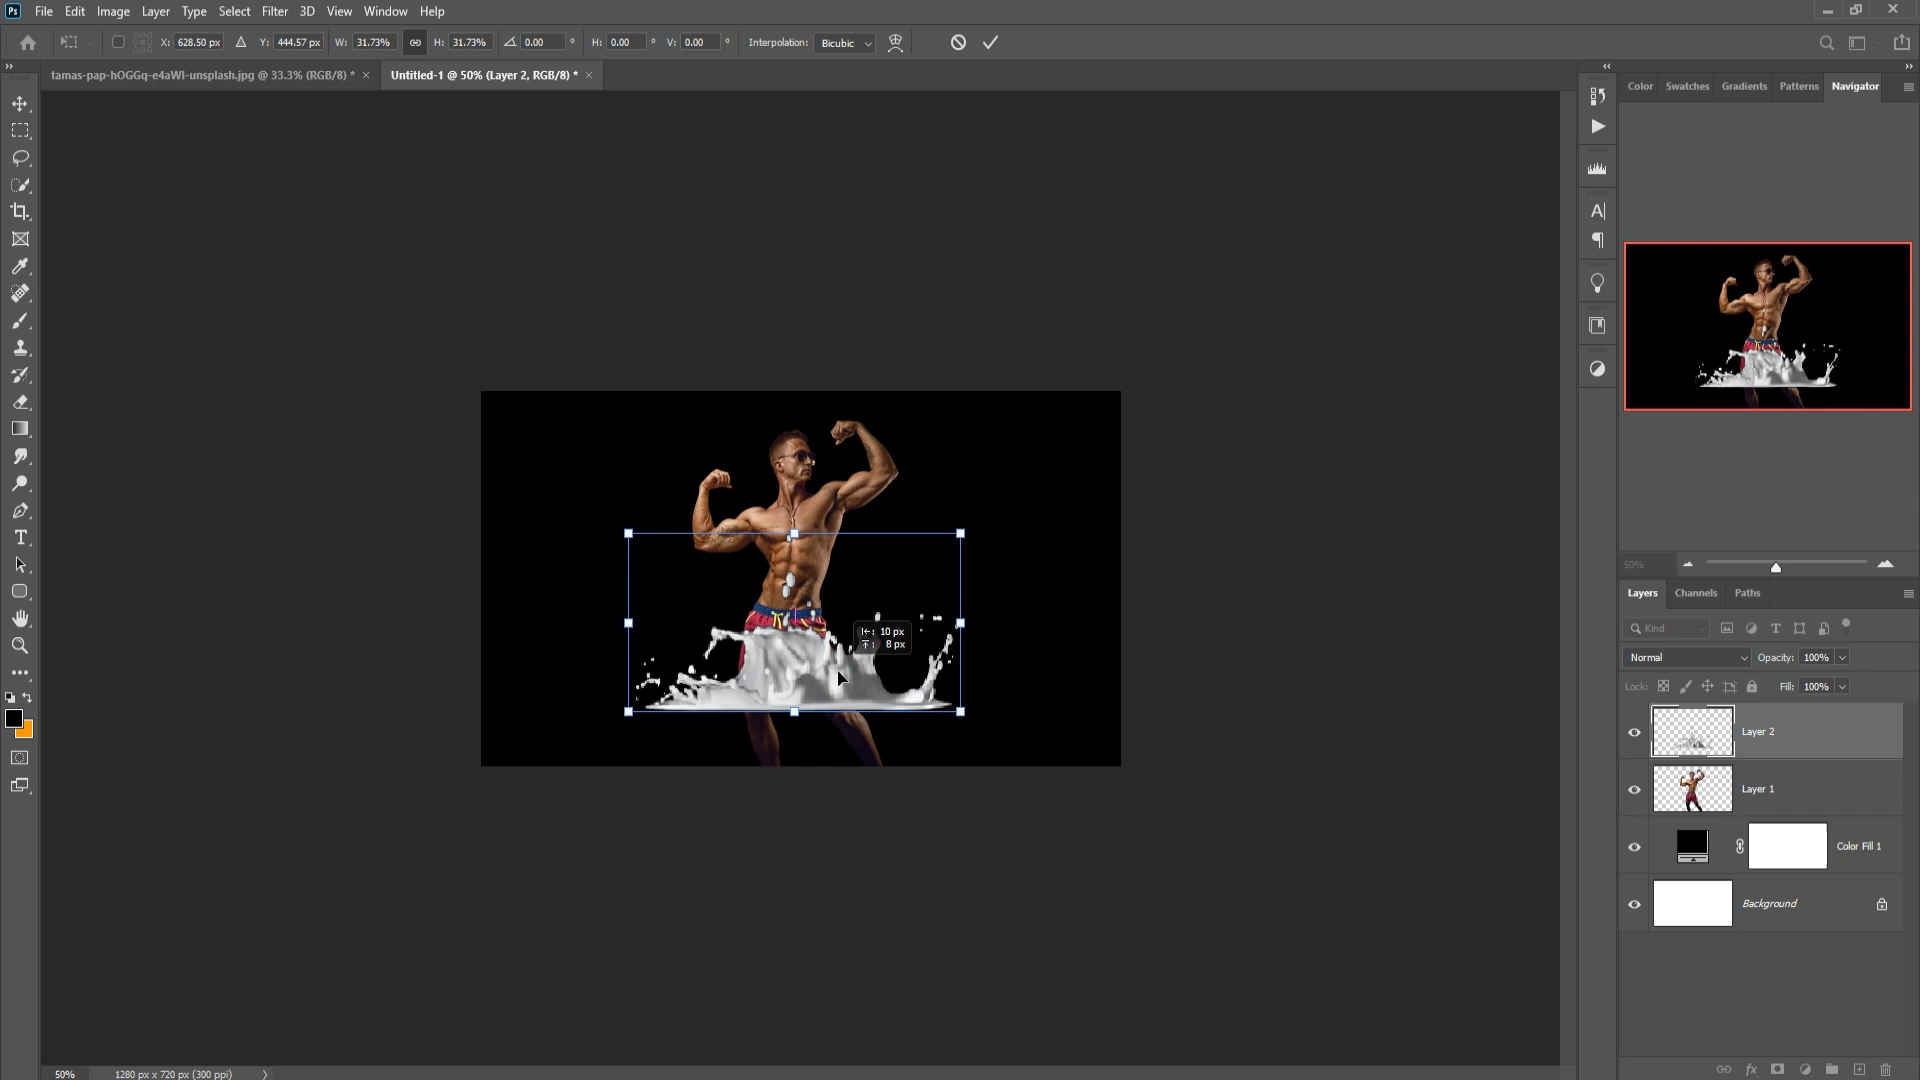 Ps File Edit Image Layer Type Select Filter 3D View Window Help
X: 628.50 px Y: 444.57 px W: 31.73% H: 31.73% 0.00 ° H: 0.00 ° V: 0.00 ° Interpolation: Bicubic
tamas-pap-hOGGq-e4aWI-unsplash.jpg @ 33.3% (RGB/8) * × Untitled-1 @ 50% (Layer 2, RGB/8) * ×
Color Swatches Gradients Patterns Navigator
50%
Layers Channels Paths
Kind
Normal Opacity: 100%
Lock: Fill: 100%
Layer 2
Layer 1
Color Fill 1
Background
: 10 px
: 8 px
50% 1280 px x 720 px (300 ppi)